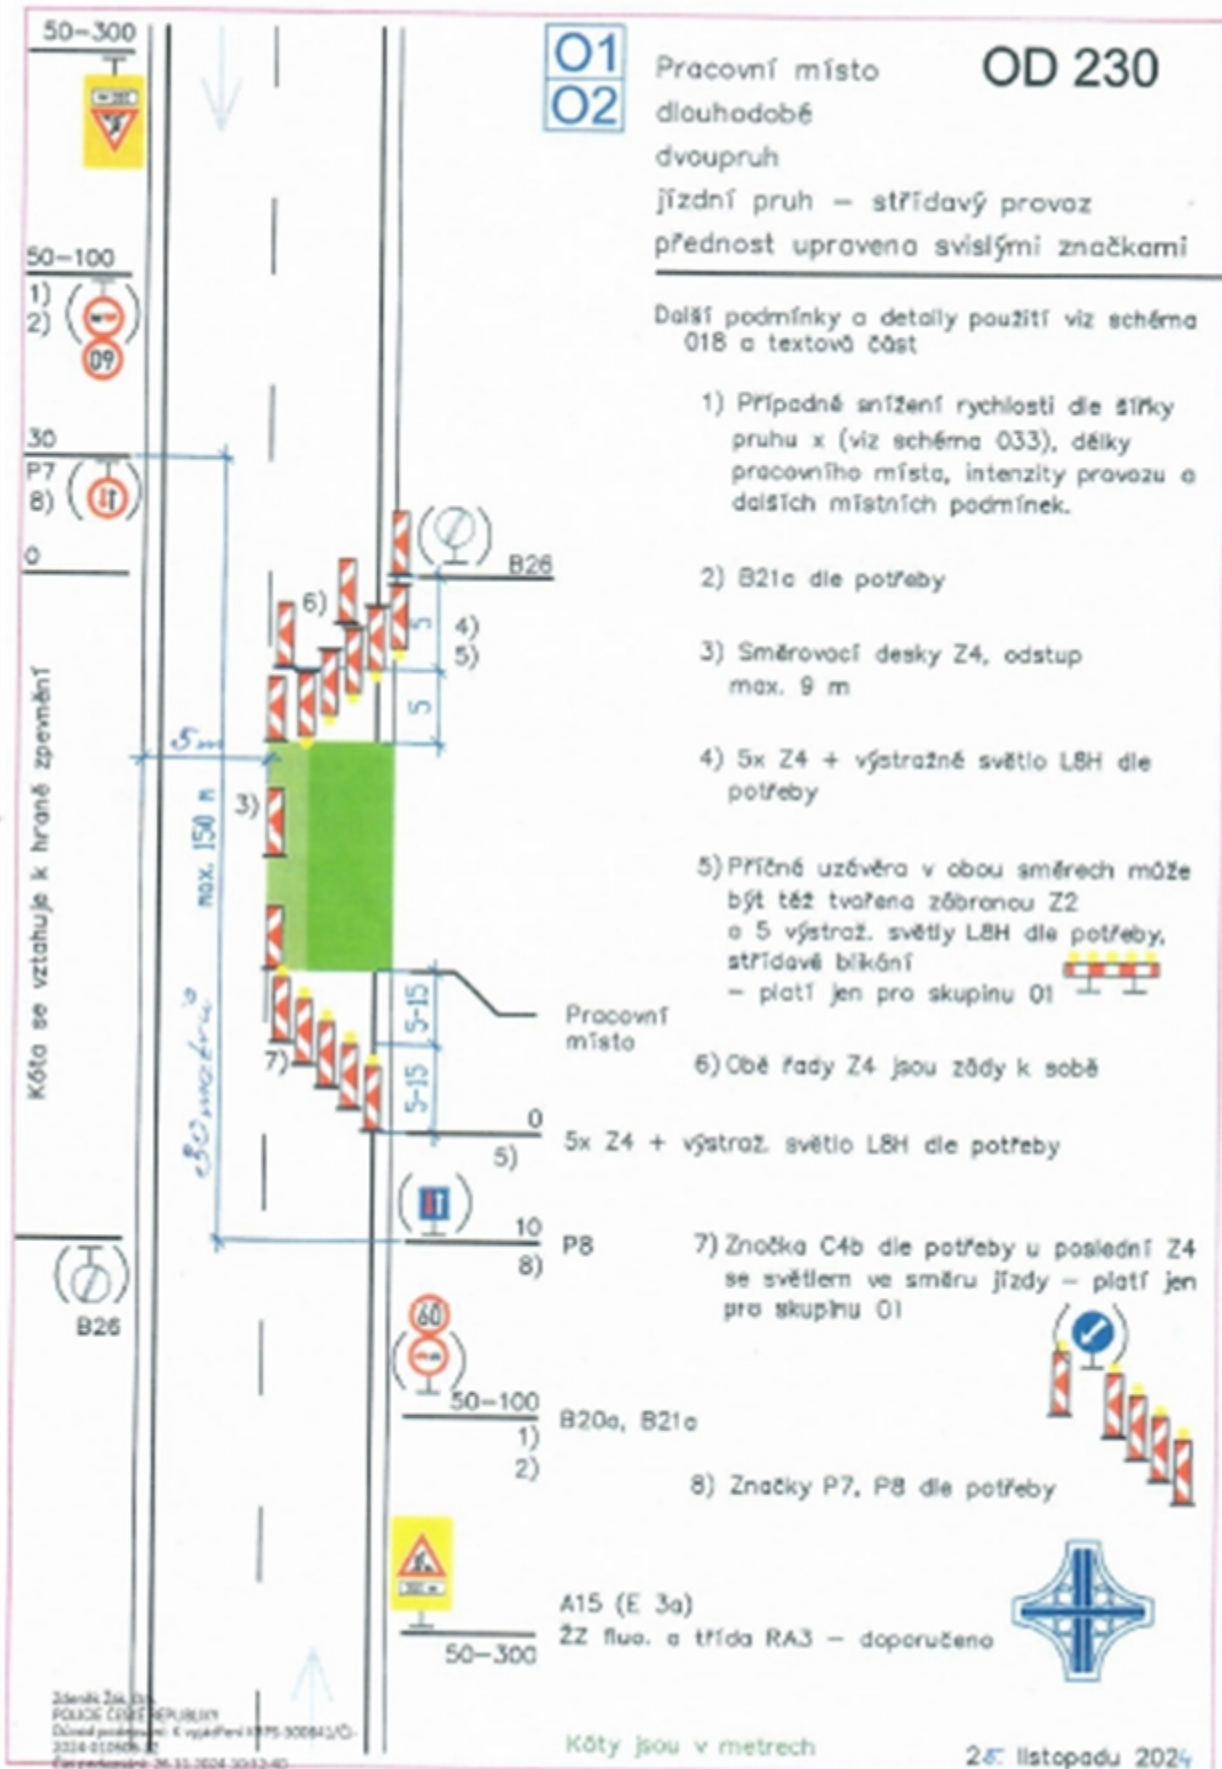 O1
O2
Pracovní místo
OD 230
dlouhodobé
dvoupruh
jízdní pruh – střídavý provoz
přednost upravena svislými značkami
Další podmínky a detaily použití viz schéma
018 a textová část
1) Případné snížení rychlosti dle šířky
pruhu x (viz schéma 033), délky
pracovního místa, intenzity provozu a
dalších místních podmínek.
2) B21a dle potřeby
3) Směrovací desky Z4, odstup
max. 9 m
4) 5x Z4 + výstražné světlo L8H dle
potřeby
5) Příčná uzávěra v obou směrech může
být též tvořena zábranou Z2
a 5 výstraž. světly L8H dle potřeby,
střídavé blikání
– platí jen pro skupinu 01
6) Obě řady Z4 jsou zády k sobě
5x Z4 + výstraž. světlo L8H dle potřeby
7) Značka C4b dle potřeby u poslední Z4
se světlem ve směru jízdy – platí jen
pro skupinu 01
8) Značky P7, P8 dle potřeby
50–300
50–100
1)
2)
60
30
P7
8)
0
B26
6)
5
4)
5)
5
5 m
3)
max. 150 m
Kóta se vztahuje k hraně zpevnění
5–15
Pracovní
místo
7)
5–15
0
5)
10
P8
8)
B26
60
50–100
B20a, B21a
1)
2)
A15 (E 3a)
ŽZ fluo. a třída RA3 – doporučeno
50–300
Zdeněk Žák
POLICIE ČESKÉ REPUBLIKY
Kóty jsou v metrech
25. listopadu 2024